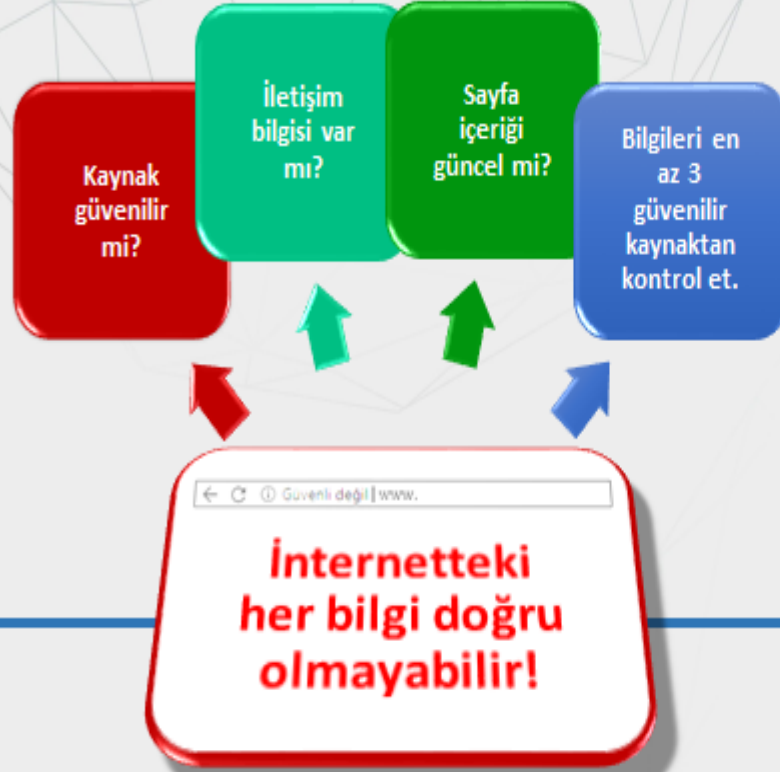 Kaynak
güvenilir
mi?
İletişim
bilgisi var
mı?
Sayfa
içeriği
güncel mi?
Bilgileri en
az 3
güvenilir
kaynaktan
kontrol et.
Güvenli değil | www.
İnternetteki
her bilgi doğru
olmayabilir!